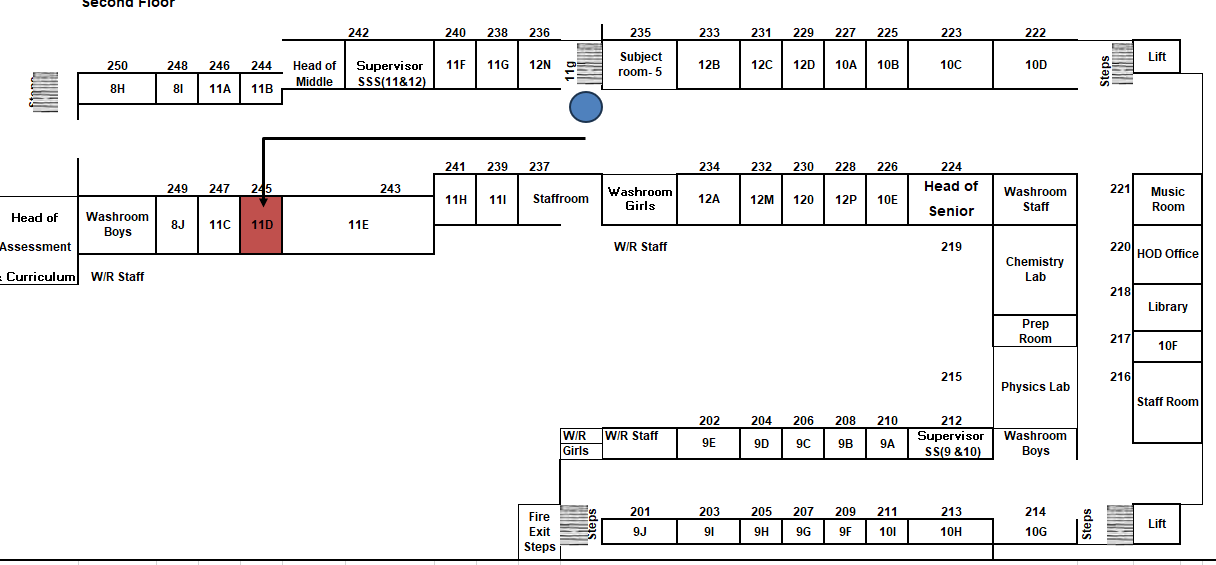 Second Floor
242 240 238 236 235 233 231 229 227 225 223 222
250 248 246 244
Head of
Middle
Supervisor
SSS(11&12)
11F 11G 12N
11g
Subject
room- 5
12B 12C 12D 10A 10B 10C 10D
Steps
Lift
8H 8I 11A 11B
241 239 237 234 232 230 228 226 224
249 247 245 243
11H 11I Staffroom
Washroom
Girls
12A 12M 120 12P 10E
Head of
Senior
Washroom
Staff
221
Music
Room
Head of
Assessment
& Curriculum
Washroom
Boys
8J 11C 11D 11E
W/R Staff
W/R Staff
219
Chemistry
Lab
220
HOD Office
218
Library
Prep
Room
217
10F
215
Physics Lab
216
Staff Room
202 204 206 208 210 212
W/R
Girls
W/R Staff
9E 9D 9C 9B 9A
Supervisor
SS(9 &10)
Washroom
Boys
Fire
Exit
Steps
Steps
201 203 205 207 209 211 213 214
9J 9I 9H 9G 9F 10I 10H 10G
Steps
Lift